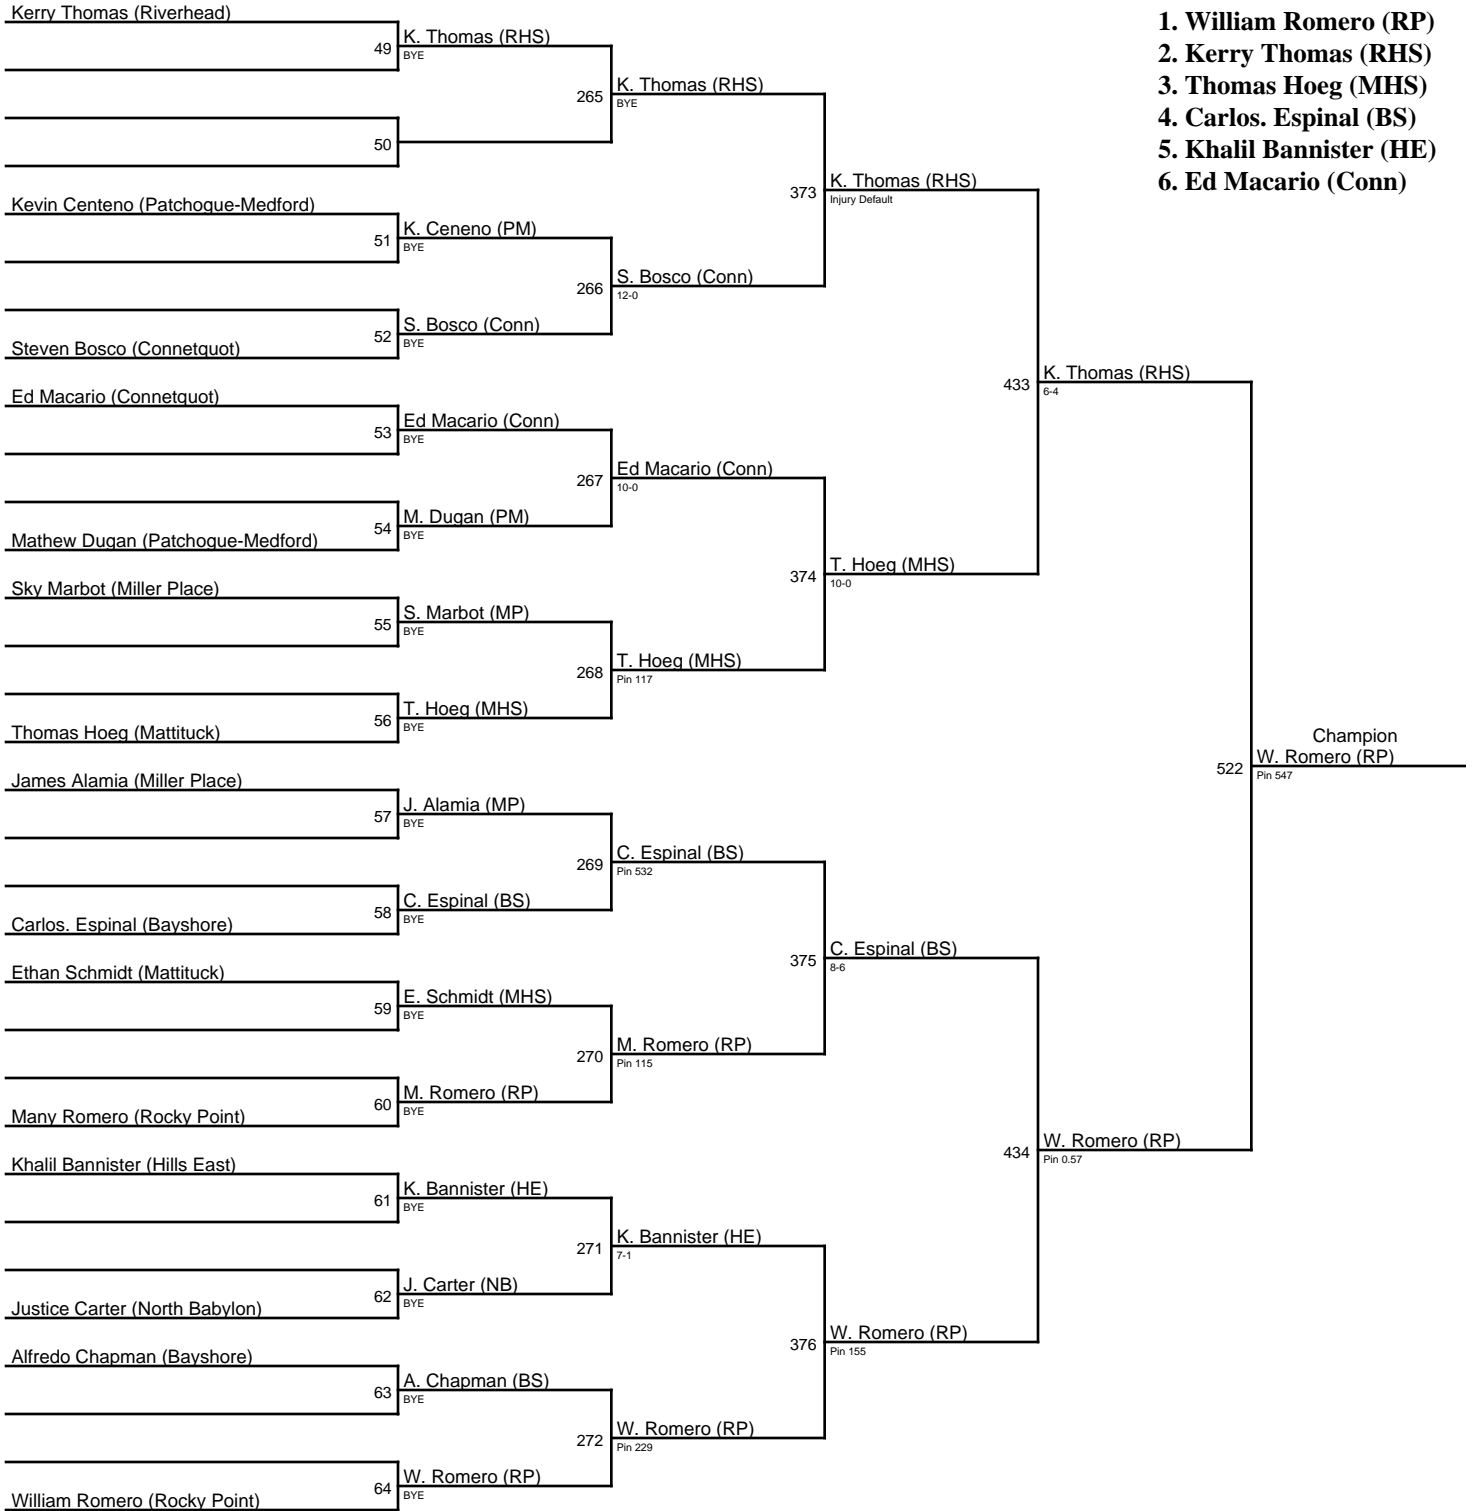 Kerry Thomas (Riverhead)
49
K. Thomas (RHS)
BYE
265
K. Thomas (RHS)
BYE
50
Kevin Centeno (Patchogue-Medford)
51
K. Ceneno (PM)
BYE
266
S. Bosco (Conn)
12-0
52
S. Bosco (Conn)
BYE
Steven Bosco (Connetquot)
373
K. Thomas (RHS)
Injury Default
Ed Macario (Connetquot)
53
Ed Macario (Conn)
BYE
267
Ed Macario (Conn)
10-0
54
M. Dugan (PM)
BYE
Mathew Dugan (Patchogue-Medford)
Sky Marbot (Miller Place)
55
S. Marbot (MP)
BYE
268
T. Hoeg (MHS)
Pin 117
56
T. Hoeg (MHS)
BYE
Thomas Hoeg (Mattituck)
374
T. Hoeg (MHS)
10-0
433
K. Thomas (RHS)
6-4
James Alamia (Miller Place)
57
J. Alamia (MP)
BYE
269
C. Espinal (BS)
Pin 532
58
C. Espinal (BS)
BYE
Carlos. Espinal (Bayshore)
Ethan Schmidt (Mattituck)
59
E. Schmidt (MHS)
BYE
270
M. Romero (RP)
Pin 115
60
M. Romero (RP)
BYE
Many Romero (Rocky Point)
375
C. Espinal (BS)
8-6
Khalil Bannister (Hills East)
61
K. Bannister (HE)
BYE
271
K. Bannister (HE)
7-1
62
J. Carter (NB)
BYE
Justice Carter (North Babylon)
Alfredo Chapman (Bayshore)
63
A. Chapman (BS)
BYE
272
W. Romero (RP)
Pin 229
64
W. Romero (RP)
BYE
William Romero (Rocky Point)
376
W. Romero (RP)
Pin 155
434
W. Romero (RP)
Pin 0.57
522
Champion
W. Romero (RP)
Pin 547
1. William Romero (RP)
2. Kerry Thomas (RHS)
3. Thomas Hoeg (MHS)
4. Carlos. Espinal (BS)
5. Khalil Bannister (HE)
6. Ed Macario (Conn)